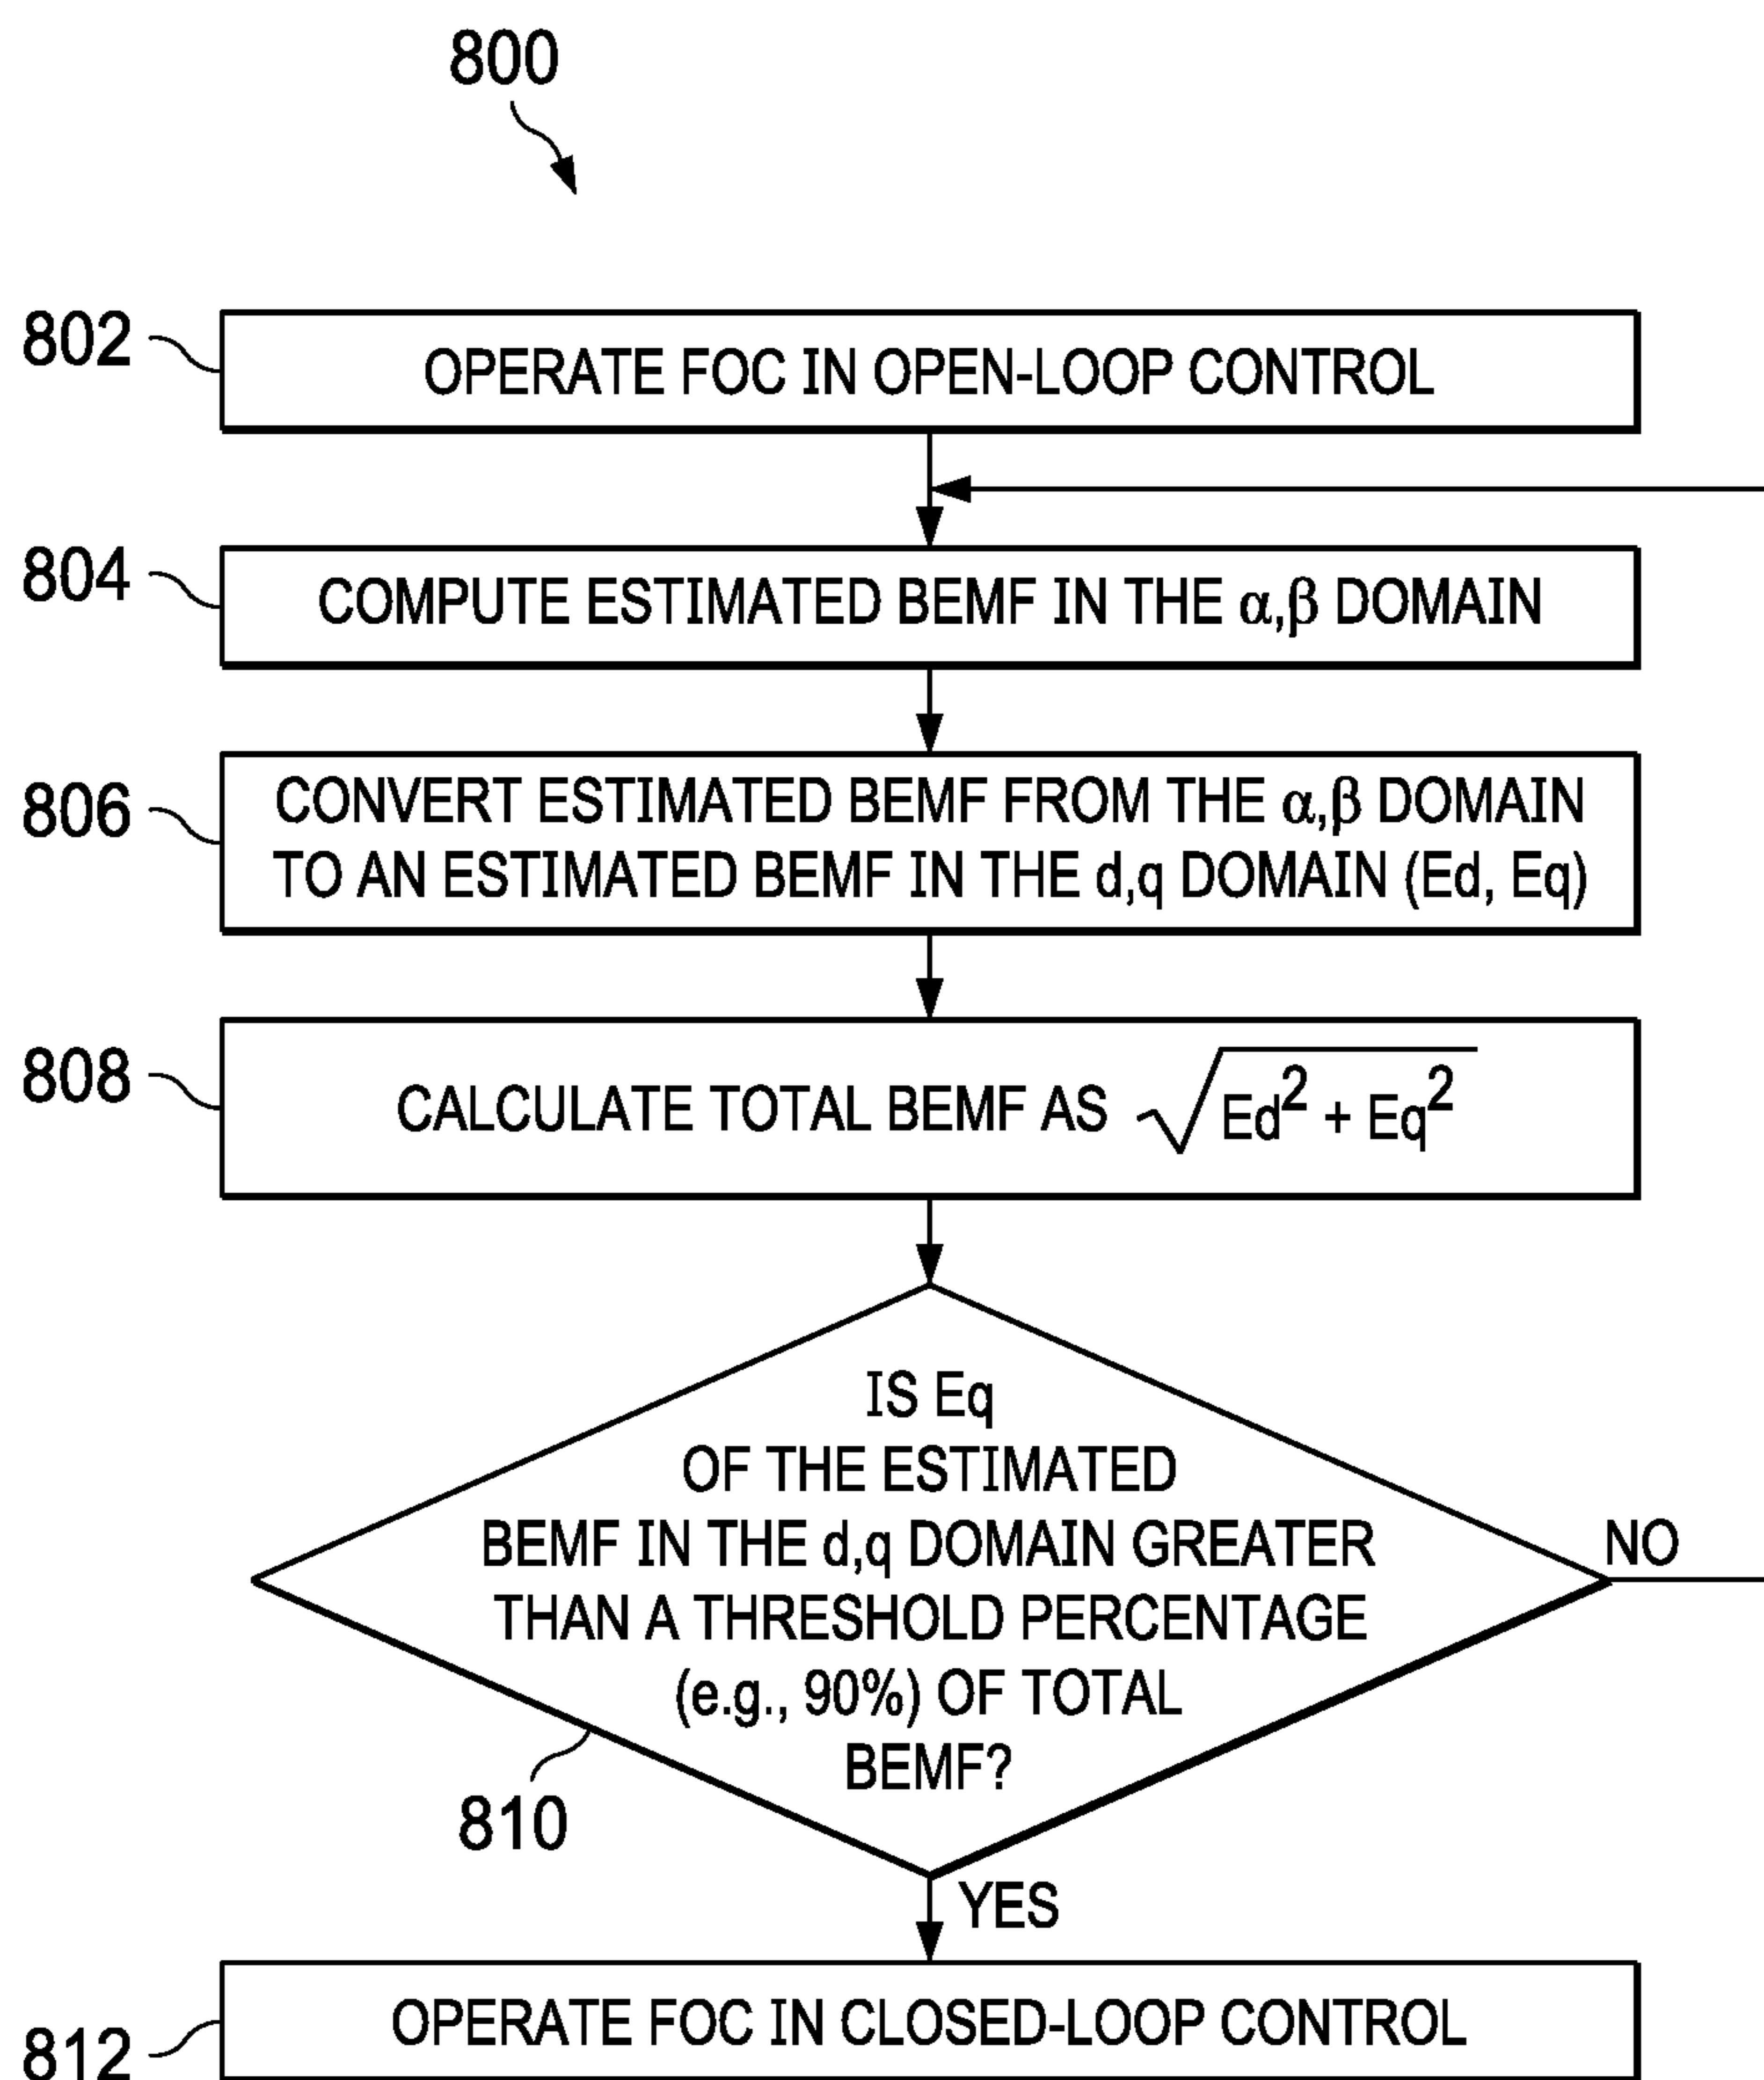 800
802
OPERATE FOC IN OPEN-LOOP CONTROL
804
COMPUTE ESTIMATED BEMF IN THE α,β DOMAIN
806
CONVERT ESTIMATED BEMF FROM THE α,β DOMAIN
TO AN ESTIMATED BEMF IN THE d,q DOMAIN (Ed, Eq)
808
CALCULATE TOTAL BEMF AS √Ed² + Eq²
IS Eq
OF THE ESTIMATED
BEMF IN THE d,q DOMAIN GREATER
THAN A THRESHOLD PERCENTAGE
(e.g., 90%) OF TOTAL
BEMF?
NO
810
YES
812
OPERATE FOC IN CLOSED-LOOP CONTROL